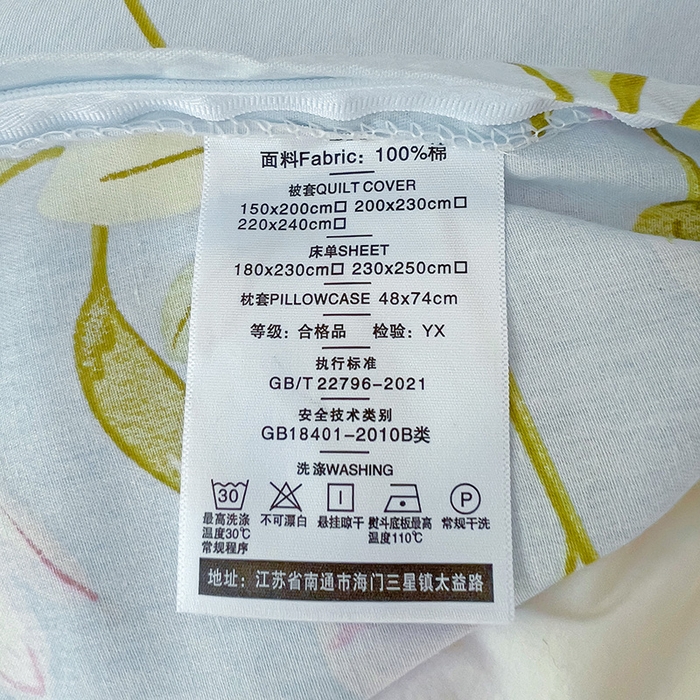 面料Fabric: 100%棉
被套QUILT COVER
150x200cm□ 200x230cm□
220x240cm□
床单SHEET
180x230cm□ 230x250cm□
枕套PILLOWCASE 48x74cm
等级: 合格品 检验: YX
执行标准
GB/T 22796-2021
安全技术类别
GB18401-2010B类
洗涤WASHING
30 P
最高洗涤 不可漂白 悬挂晾干 熨斗底板最高 常规干洗
温度30℃ 温度110℃
常规程序
地址: 江苏省南通市海门三星镇太益路